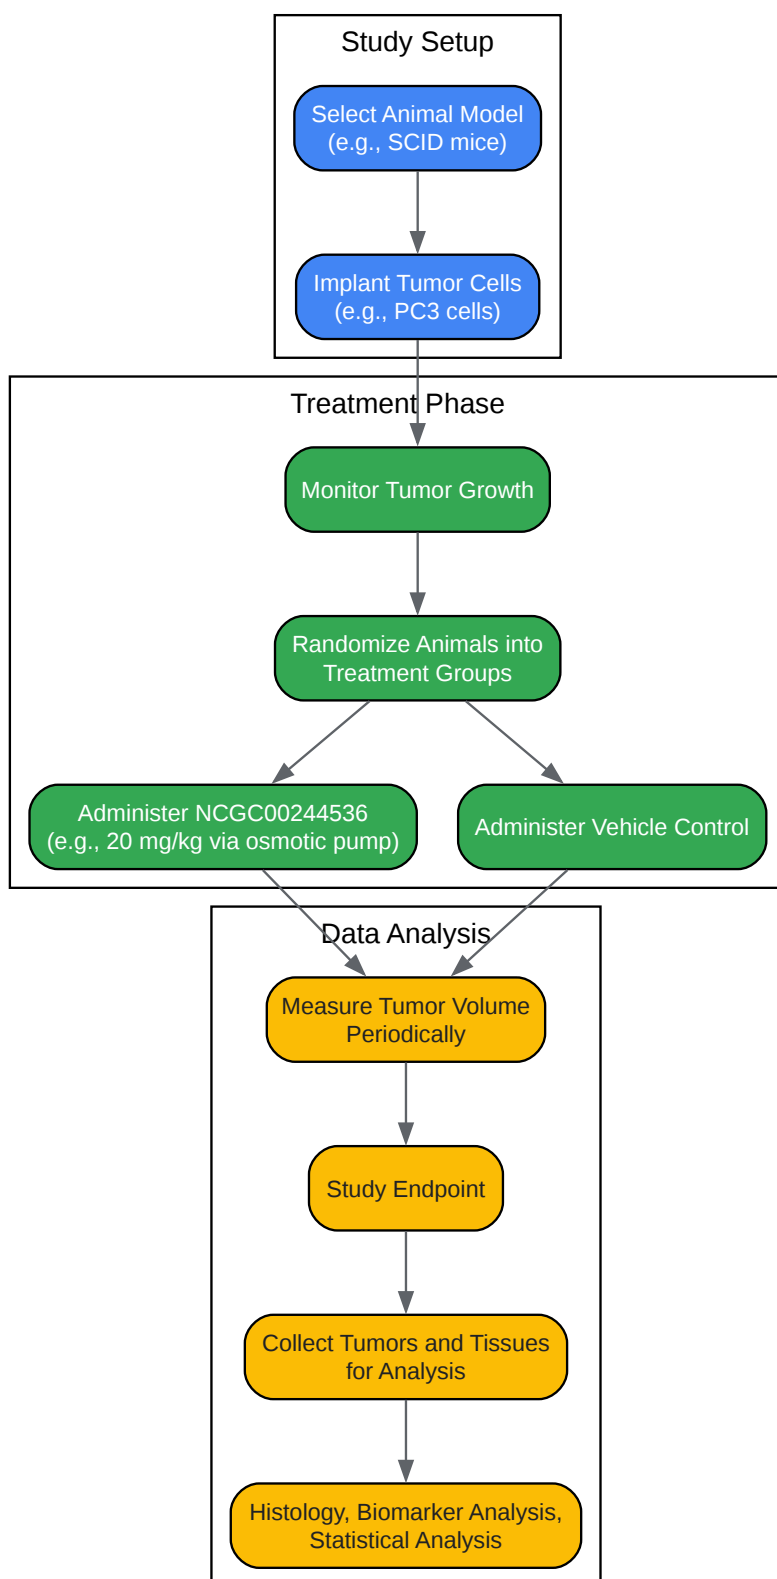 Study Setup
Select Animal Model
(e.g., SCID mice)
Implant Tumor Cells
(e.g., PC3 cells)
Treatment Phase
Monitor Tumor Growth
Randomize Animals into
Treatment Groups
Administer NCGC00244536
(e.g., 20 mg/kg via osmotic pump)
Administer Vehicle Control
Data Analysis
Measure Tumor Volume
Periodically
Study Endpoint
Collect Tumors and Tissues
for Analysis
Histology, Biomarker Analysis,
Statistical Analysis